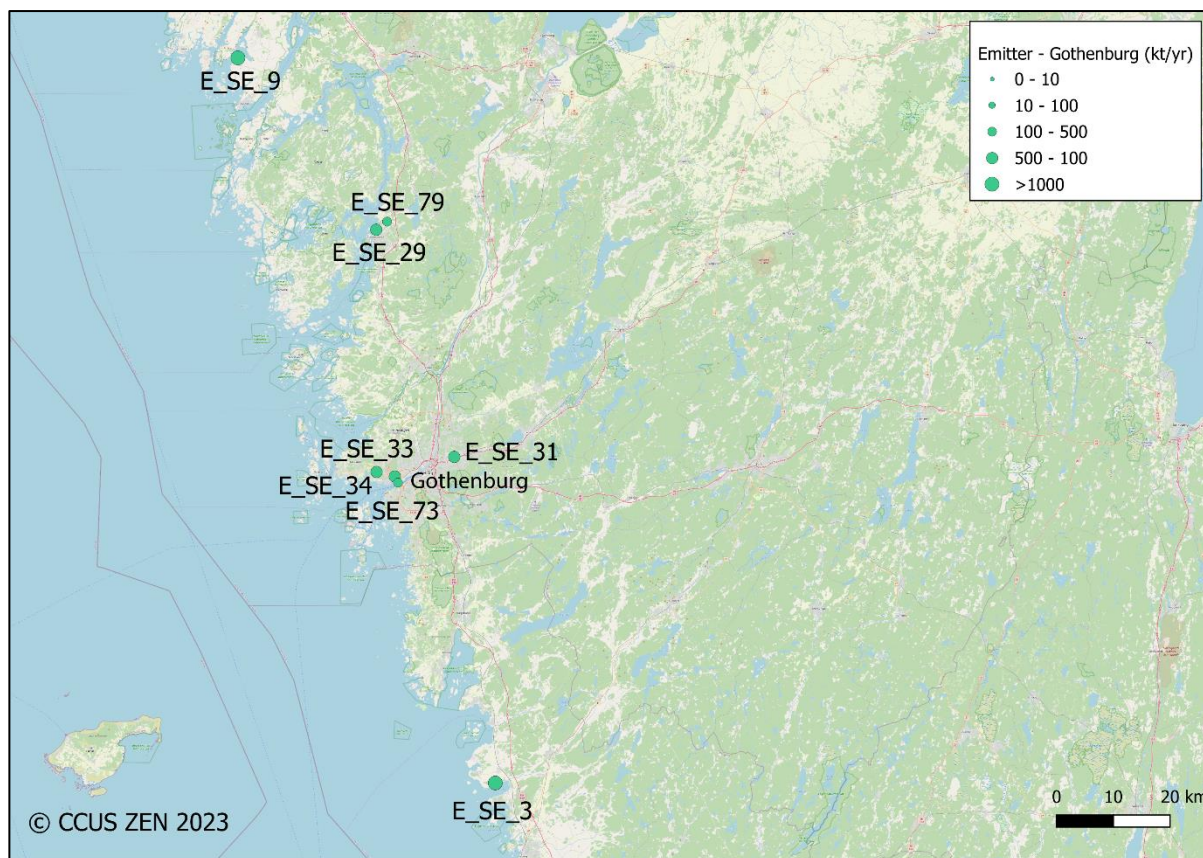 Emitter - Gothenburg (kt/yr)
0 - 10
10 - 100
100 - 500
500 - 100
>1000
E_SE_9
E_SE_79
E_SE_29
E_SE_33
E_SE_31
E_SE_34
Gothenburg
E_SE_73
E_SE_3
0 10 20 km
© CCUS ZEN 2023